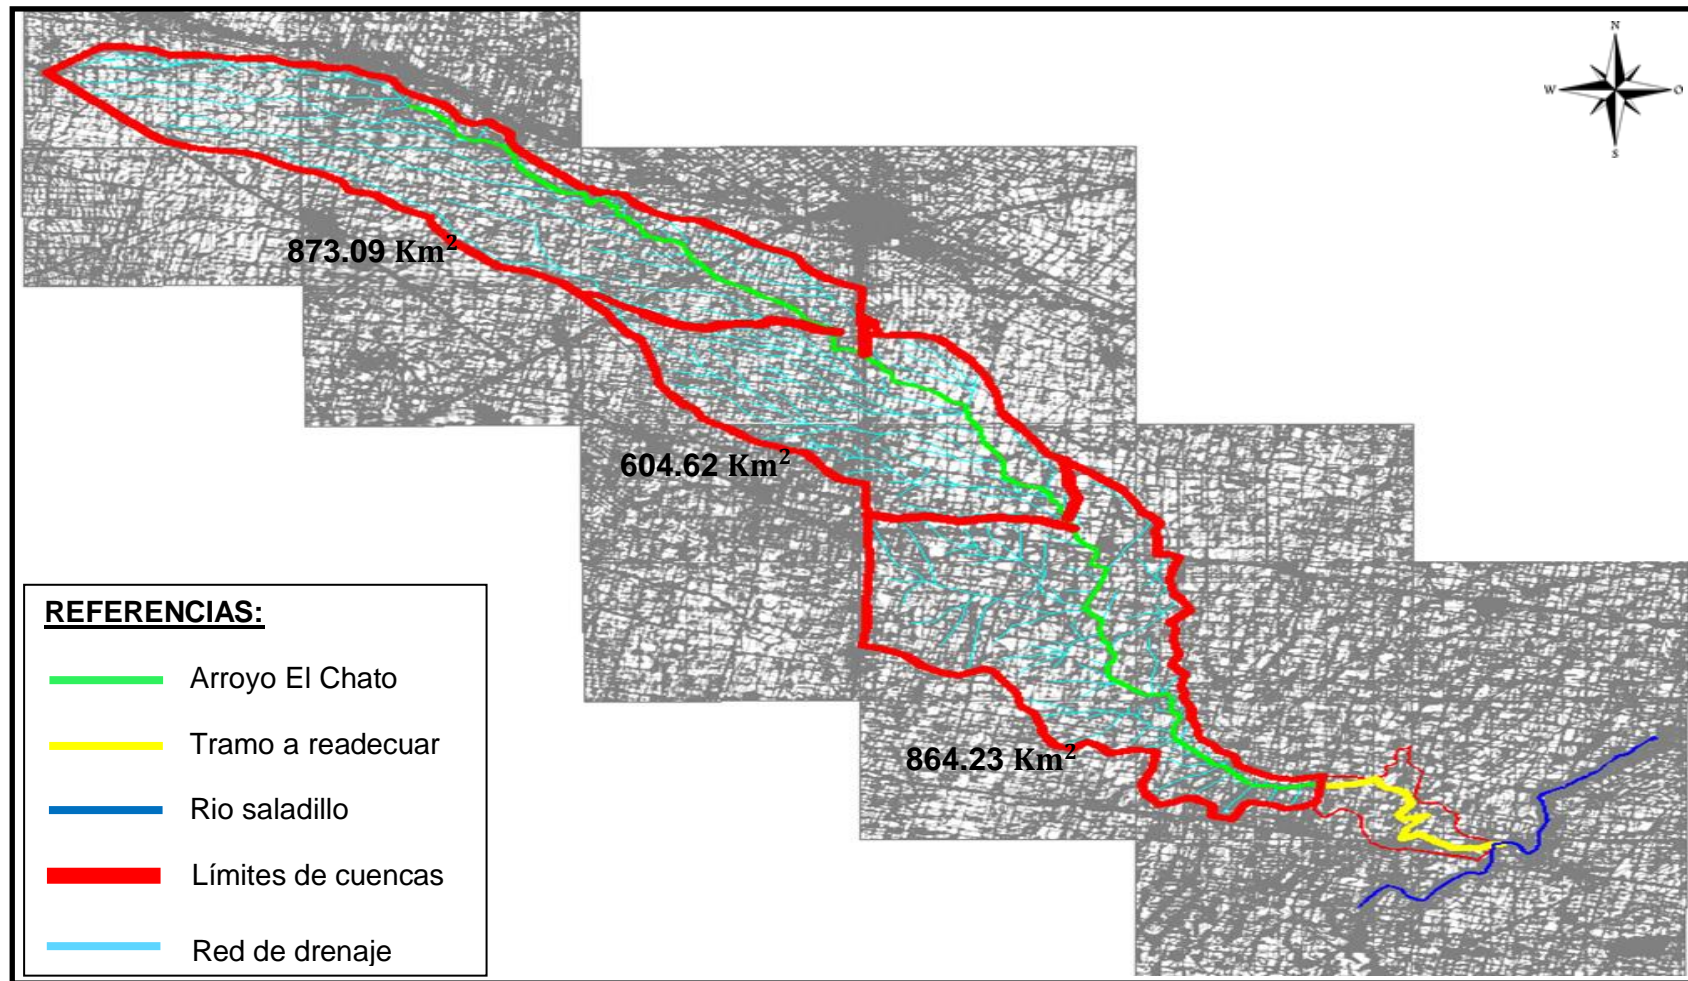 N
W O
S
873.09 Km²
604.62 Km²
864.23 Km²
REFERENCIAS:
Arroyo El Chato
Tramo a readecuar
Rio saladillo
Límites de cuencas
Red de drenaje